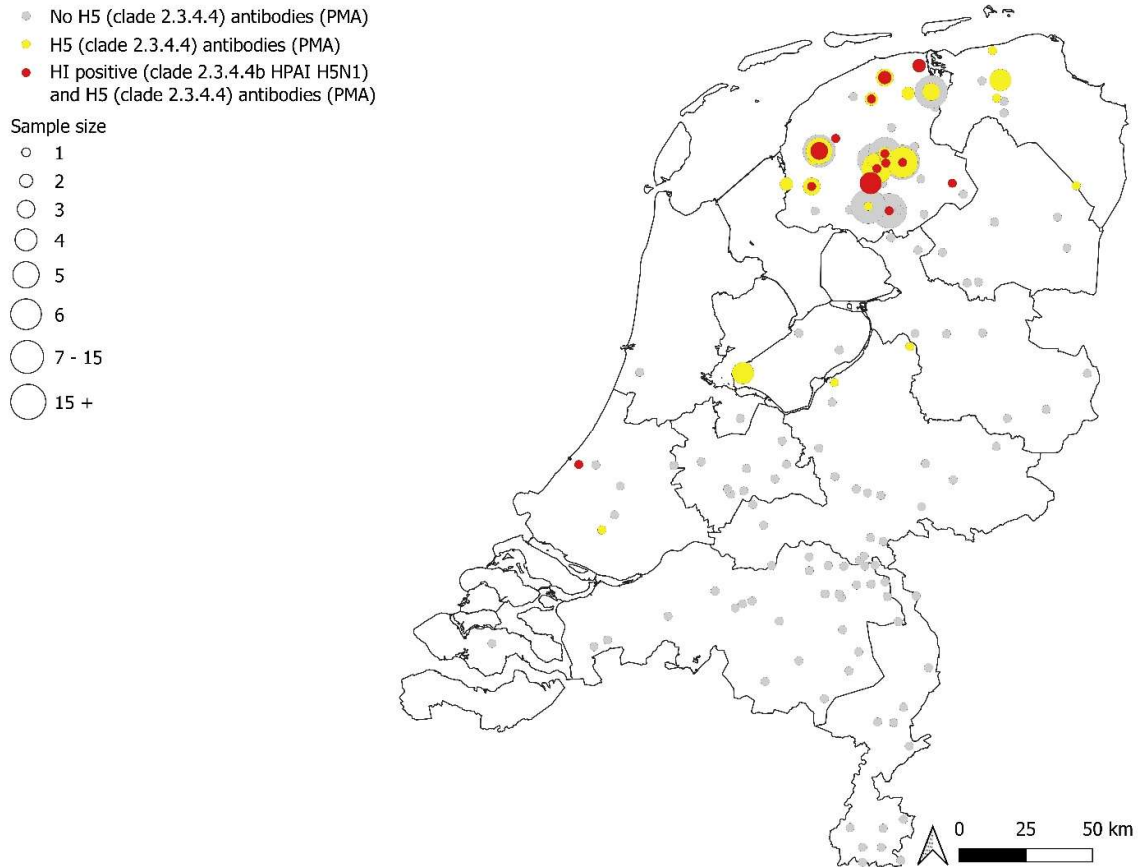 No H5 (clade 2.3.4.4) antibodies (PMA)
H5 (clade 2.3.4.4) antibodies (PMA)
HI positive (clade 2.3.4.4b HPAI H5N1)
and H5 (clade 2.3.4.4) antibodies (PMA)
Sample size
1
2
3
4
5
6
7 - 15
15 +
0 25 50 km